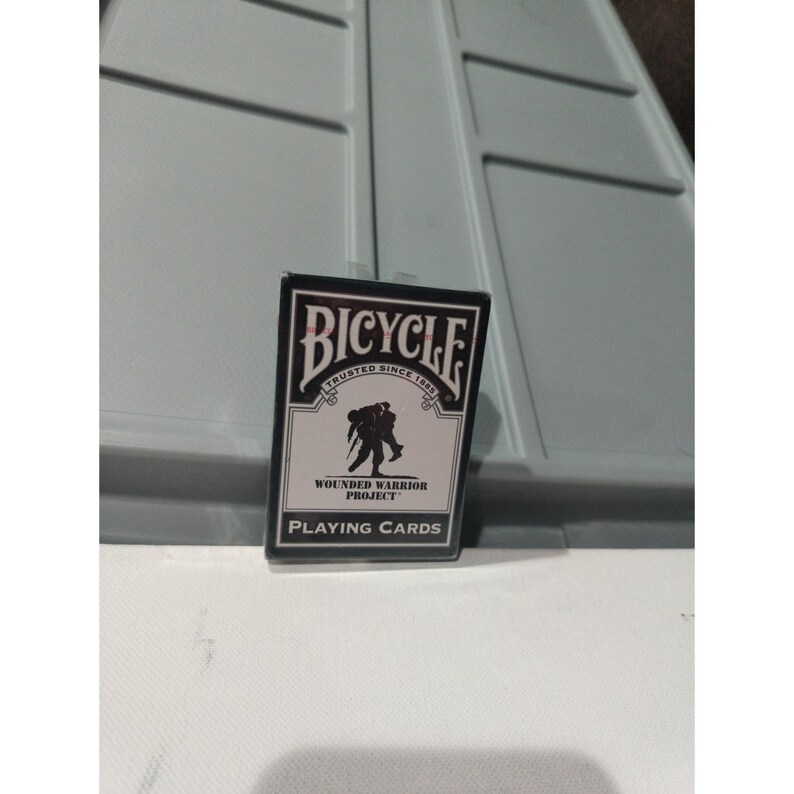 BICYCLE®
TRUSTED SINCE 1885
WOUNDED WARRIOR
PROJECT®
PLAYING CARDS